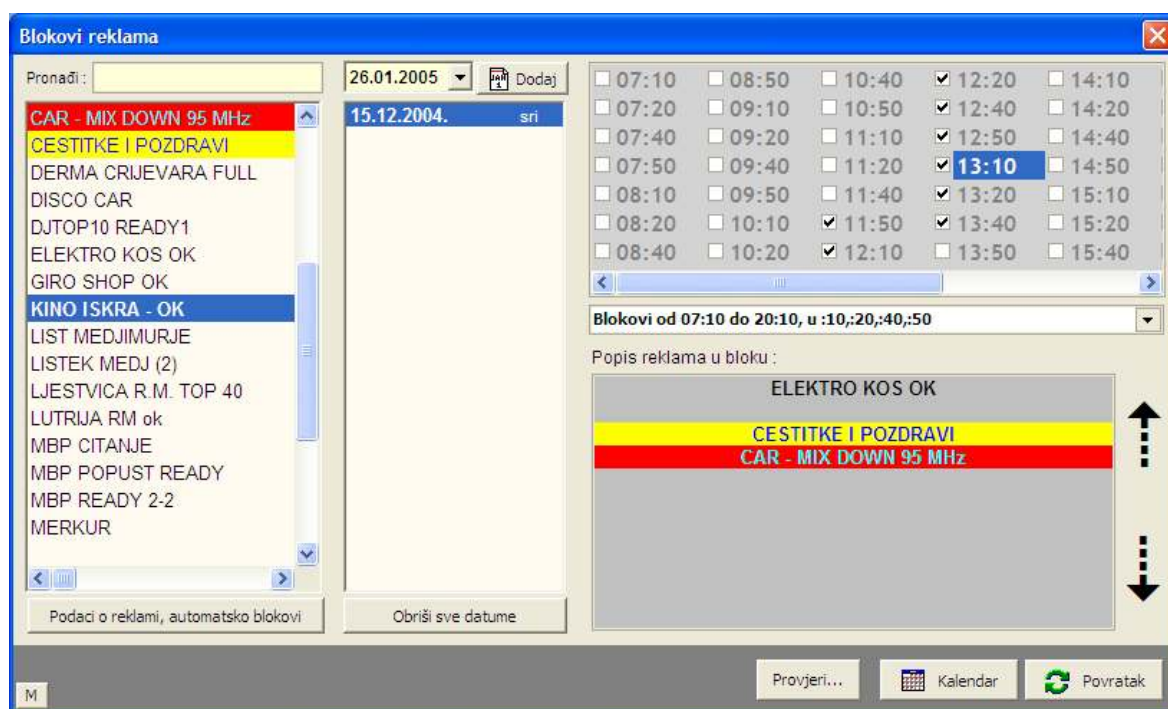 Blokovi reklama
Pronađi :
26.01.2005
Dodaj
CAR - MIX DOWN 95 MHz
CESTITKE I POZDRAVI
DERMA CRIJEVARA FULL
DISCO CAR
DJTOP10 READY1
ELEKTRO KOS OK
GIRO SHOP OK
KINO ISKRA - OK
LIST MEDJIMURJE
LISTEK MEDJ (2)
LJESTVICA R.M. TOP 40
LUTRIJA RM ok
MBP CITANJE
MBP POPUST READY
MBP READY 2-2
MERKUR
Podaci o reklami, automatsko blokovi
15.12.2004. sri
Obriši sve datume
07:10 08:50 10:40 12:20 14:10
07:20 09:10 10:50 12:40 14:20
07:40 09:20 11:10 12:50 14:40
07:50 09:40 11:20 13:10 14:50
08:10 09:50 11:40 13:20 15:10
08:20 10:10 11:50 13:40 15:20
08:40 10:20 12:10 13:50 15:40
Blokovi od 07:10 do 20:10, u :10,:20,:40,:50
Popis reklama u bloku :
ELEKTRO KOS OK
CESTITKE I POZDRAVI
CAR - MIX DOWN 95 MHz
M
Provjeri...
Kalendar
Povratak